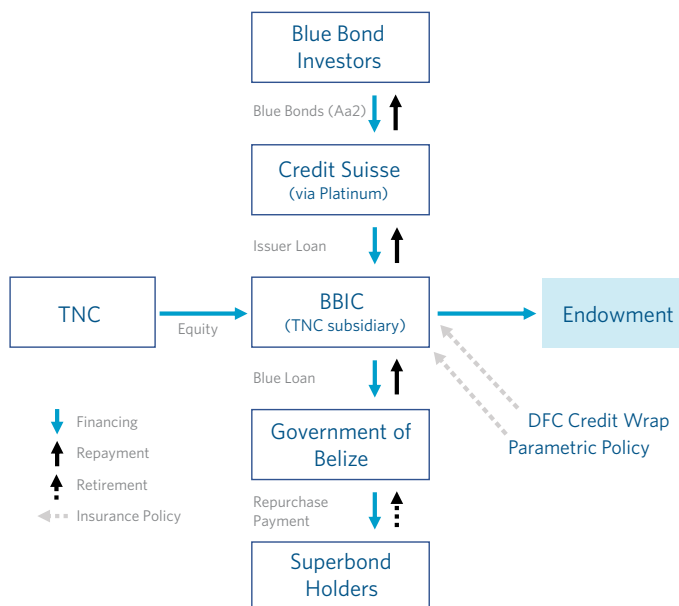 Blue Bond
Investors
Blue Bonds (Aa2)
Credit Suisse
(via Platinum)
Issuer Loan
TNC
Equity
BBIC
(TNC subsidiary)
Endowment
Blue Loan
DFC Credit Wrap
Parametric Policy
Financing
Repayment
Retirement
Insurance Policy
Government of
Belize
Repurchase
Payment
Superbond
Holders